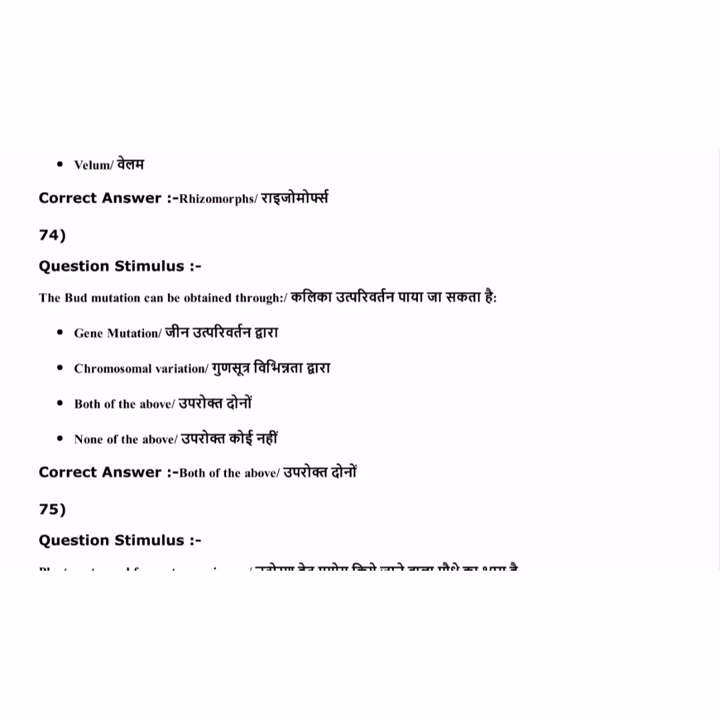 • Velum/ वेलम
Correct Answer :-Rhizomorphs/ राइजोमोर्फ्स
74)
Question Stimulus :-
The Bud mutation can be obtained through:/ कलिका उत्परिवर्तन पाया जा सकता है:
• Gene Mutation/ जीन उत्परिवर्तन द्वारा
• Chromosomal variation/ गुणसूत्र विभिन्नता द्वारा
• Both of the above/ उपरोक्त दोनों
• None of the above/ उपरोक्त कोई नहीं
Correct Answer :-Both of the above/ उपरोक्त दोनों
75)
Question Stimulus :-